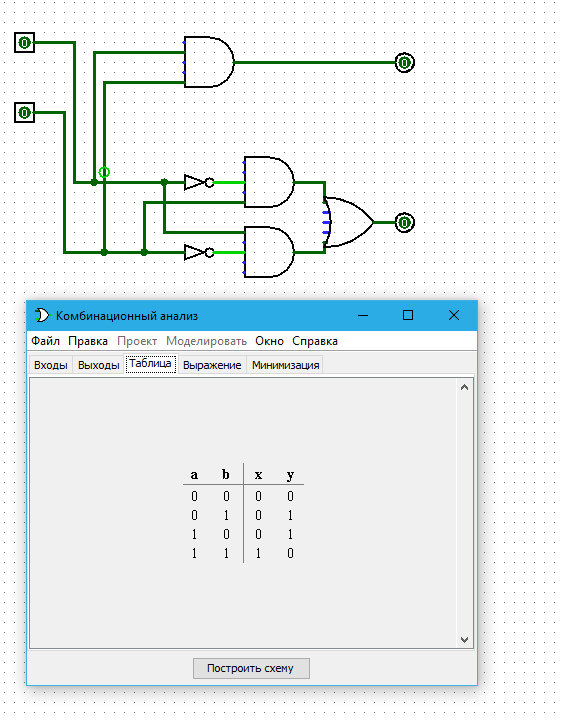 0
0
0
0
Комбинационный анализ
Файл Правка Проект Моделировать Окно Справка
Входы Выходы Таблица Выражение Минимизация
a b x y
0 0 0 0
0 1 0 1
1 0 0 1
1 1 1 0
Построить схему